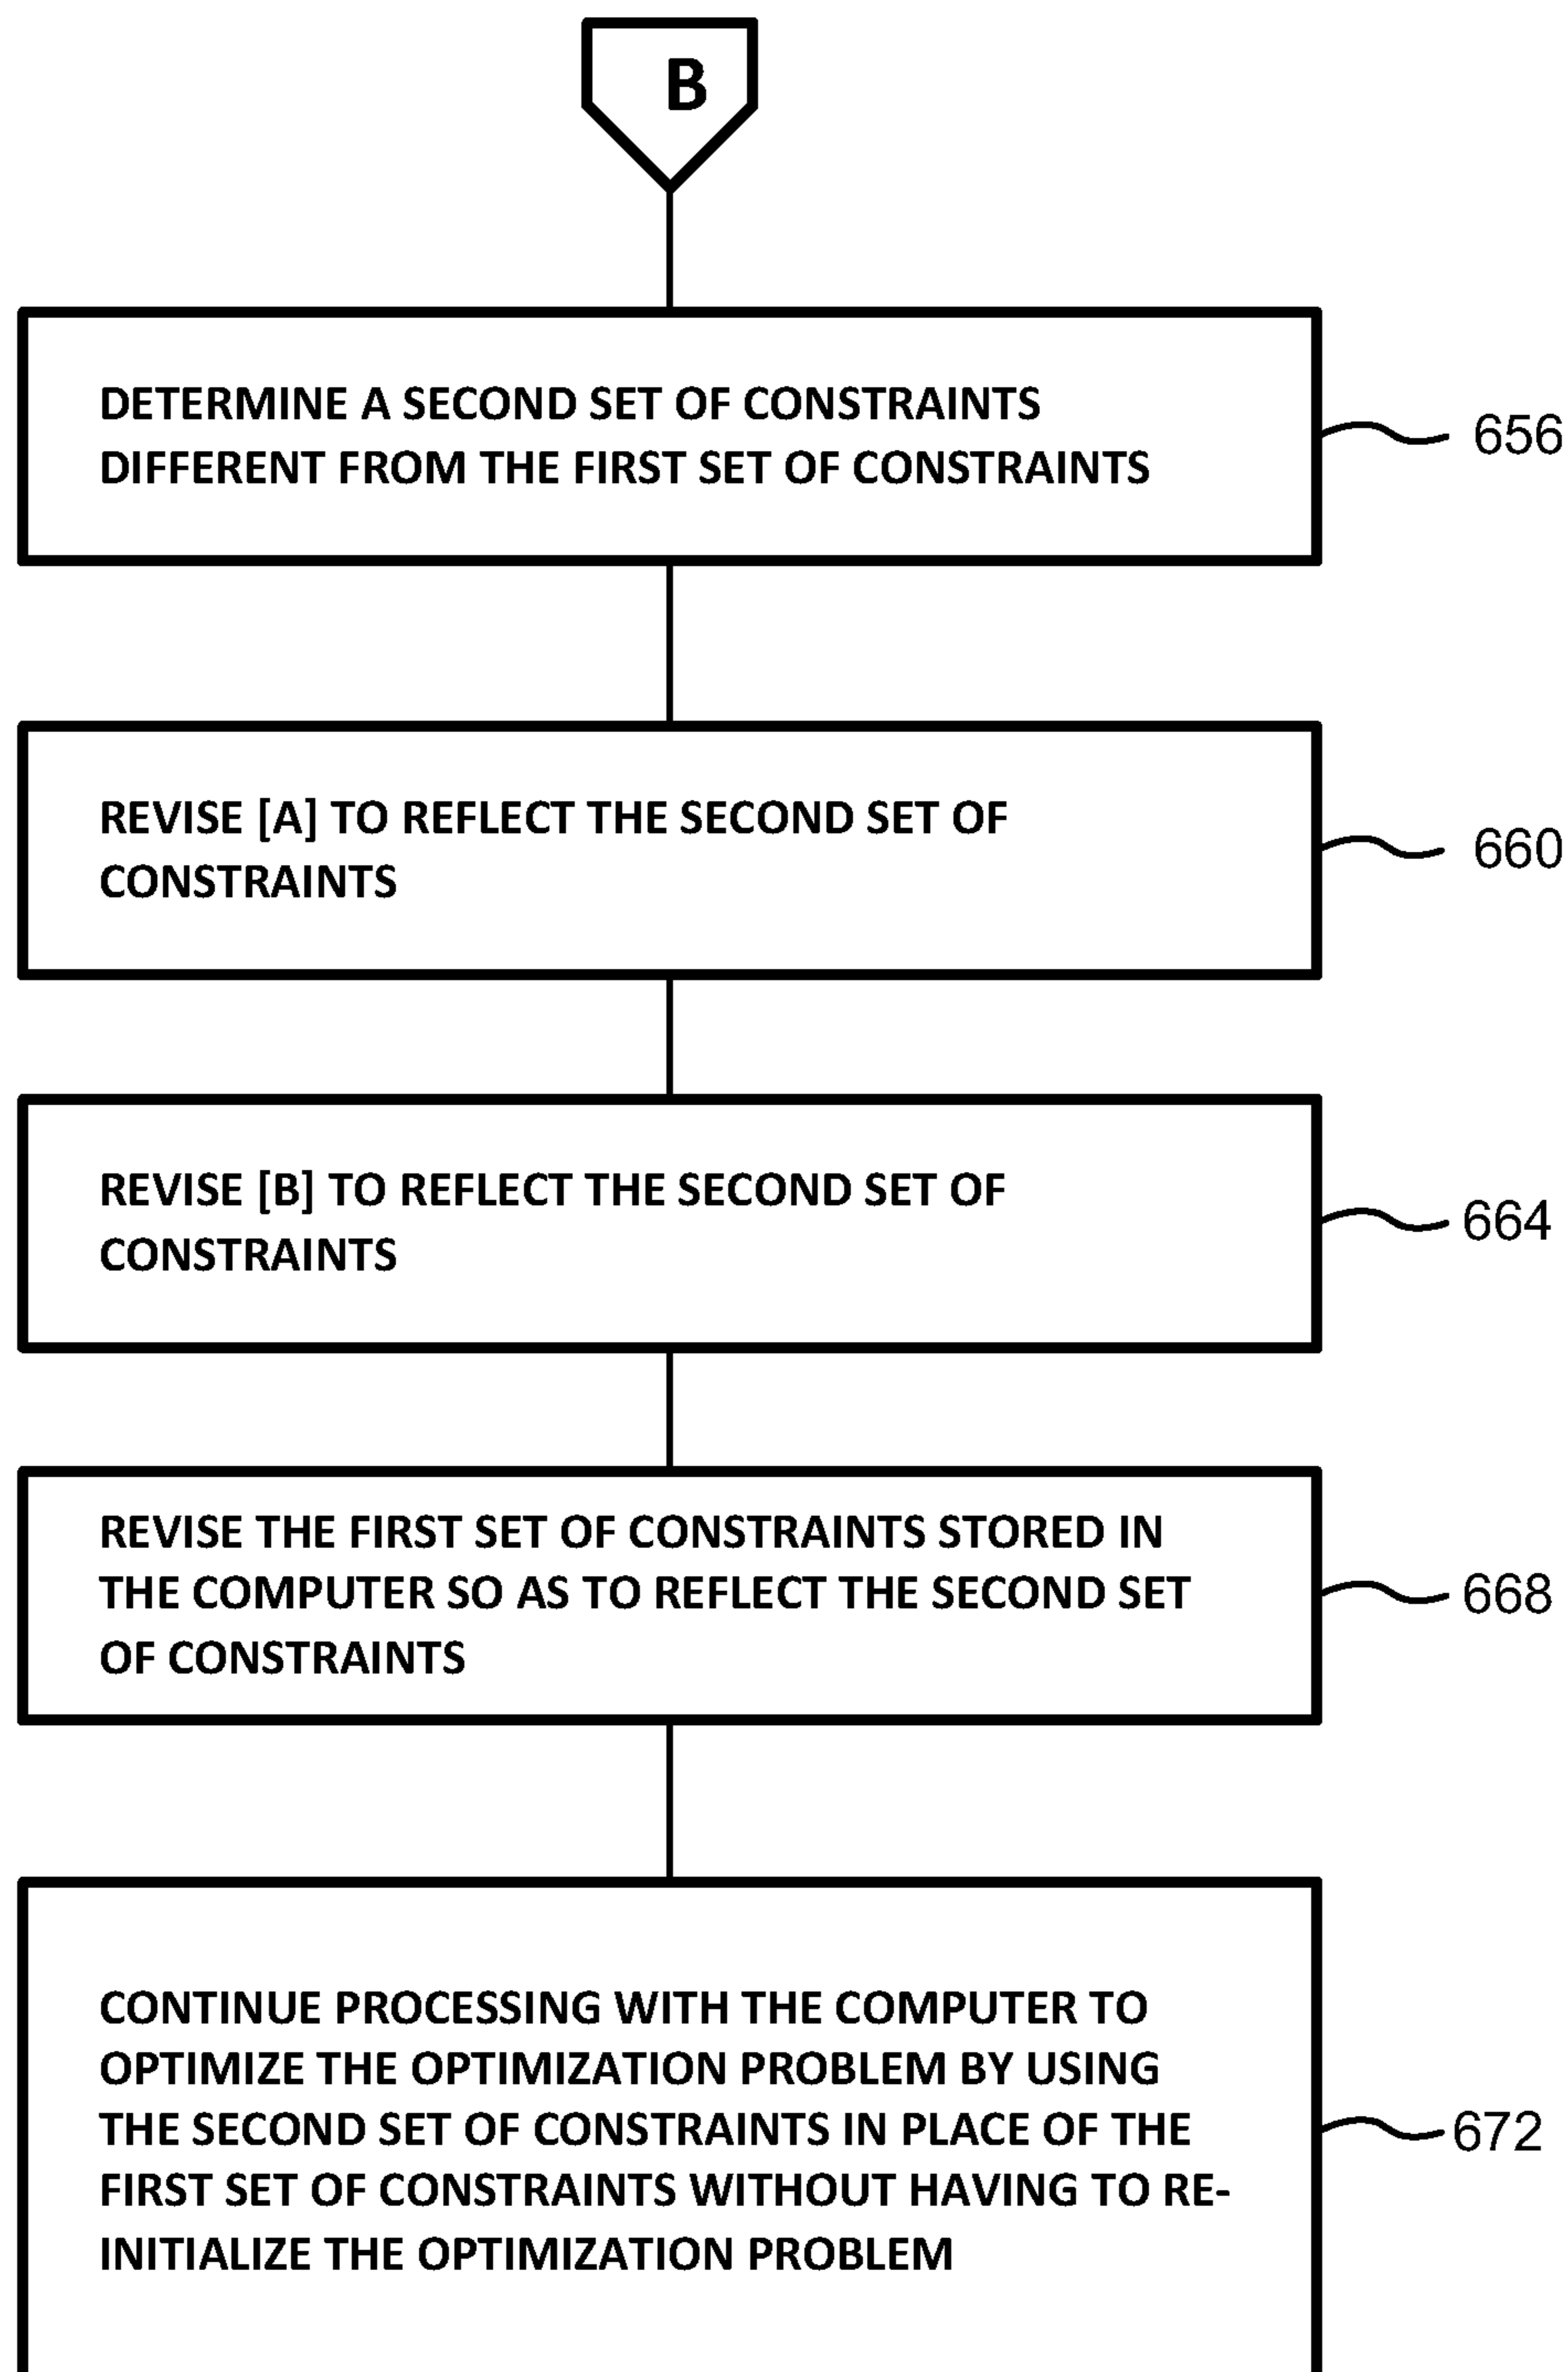 B
DETERMINE A SECOND SET OF CONSTRAINTS
DIFFERENT FROM THE FIRST SET OF CONSTRAINTS
656
REVISE [A] TO REFLECT THE SECOND SET OF
CONSTRAINTS
660
REVISE [B] TO REFLECT THE SECOND SET OF
CONSTRAINTS
664
REVISE THE FIRST SET OF CONSTRAINTS STORED IN
THE COMPUTER SO AS TO REFLECT THE SECOND SET
OF CONSTRAINTS
668
CONTINUE PROCESSING WITH THE COMPUTER TO
OPTIMIZE THE OPTIMIZATION PROBLEM BY USING
THE SECOND SET OF CONSTRAINTS IN PLACE OF THE
FIRST SET OF CONSTRAINTS WITHOUT HAVING TO RE-
INITIALIZE THE OPTIMIZATION PROBLEM
672